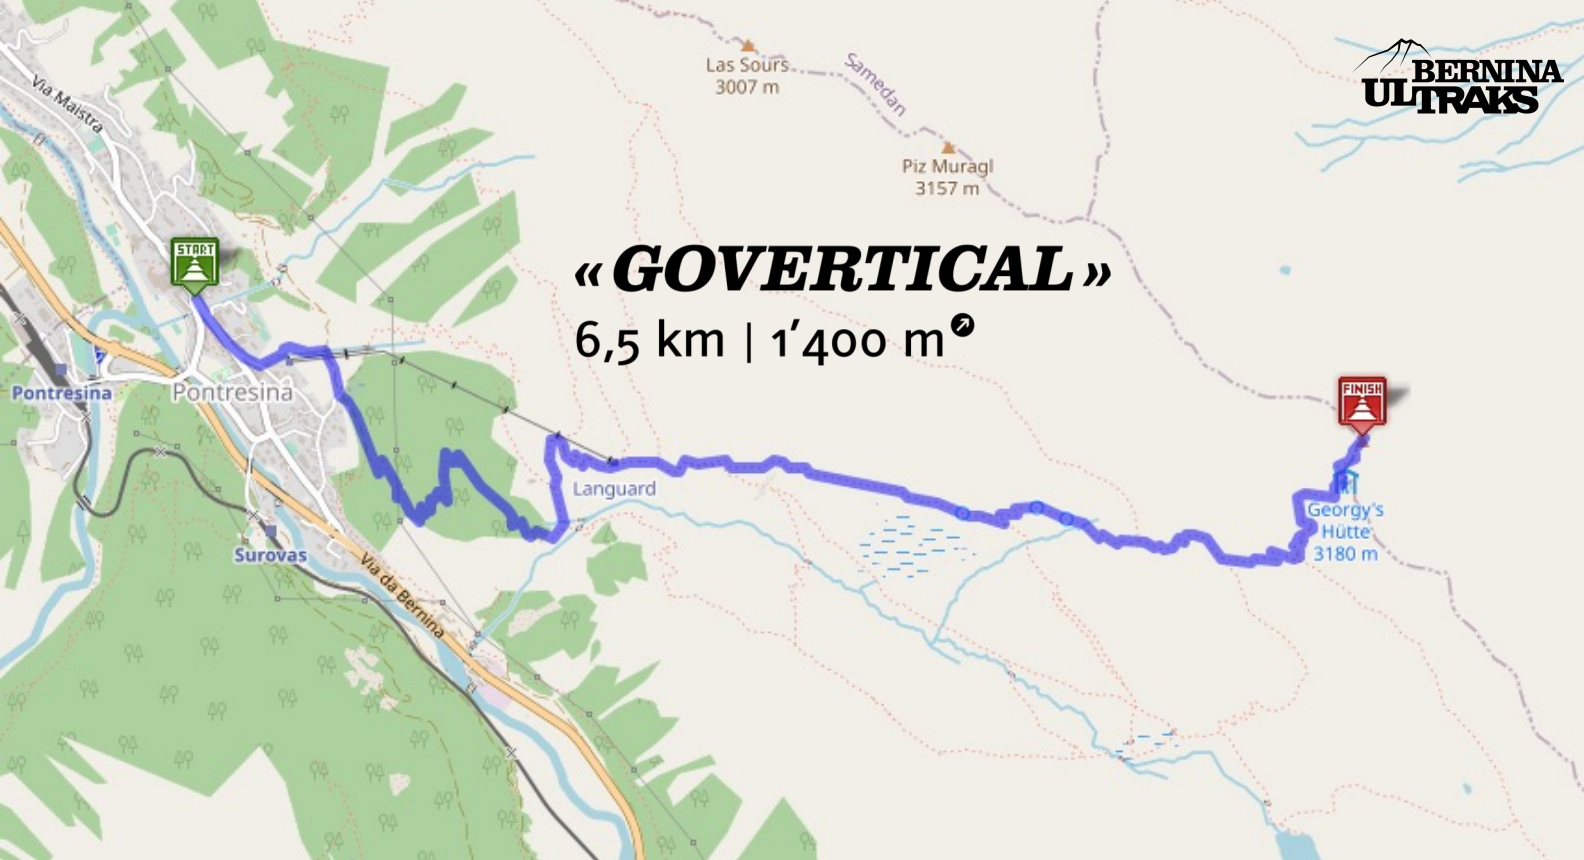 BERNINA
ULTRAKS
Las Sours
3007 m
Samedan
Via Maistra
Piz Muragl
3157 m
START
« GOVERTICAL »
6,5 km | 1’400 m
Pontresina
Pontresina
FINISH
Languard
Georgy's
Hütte
3180 m
Surovas
Via da Bernina